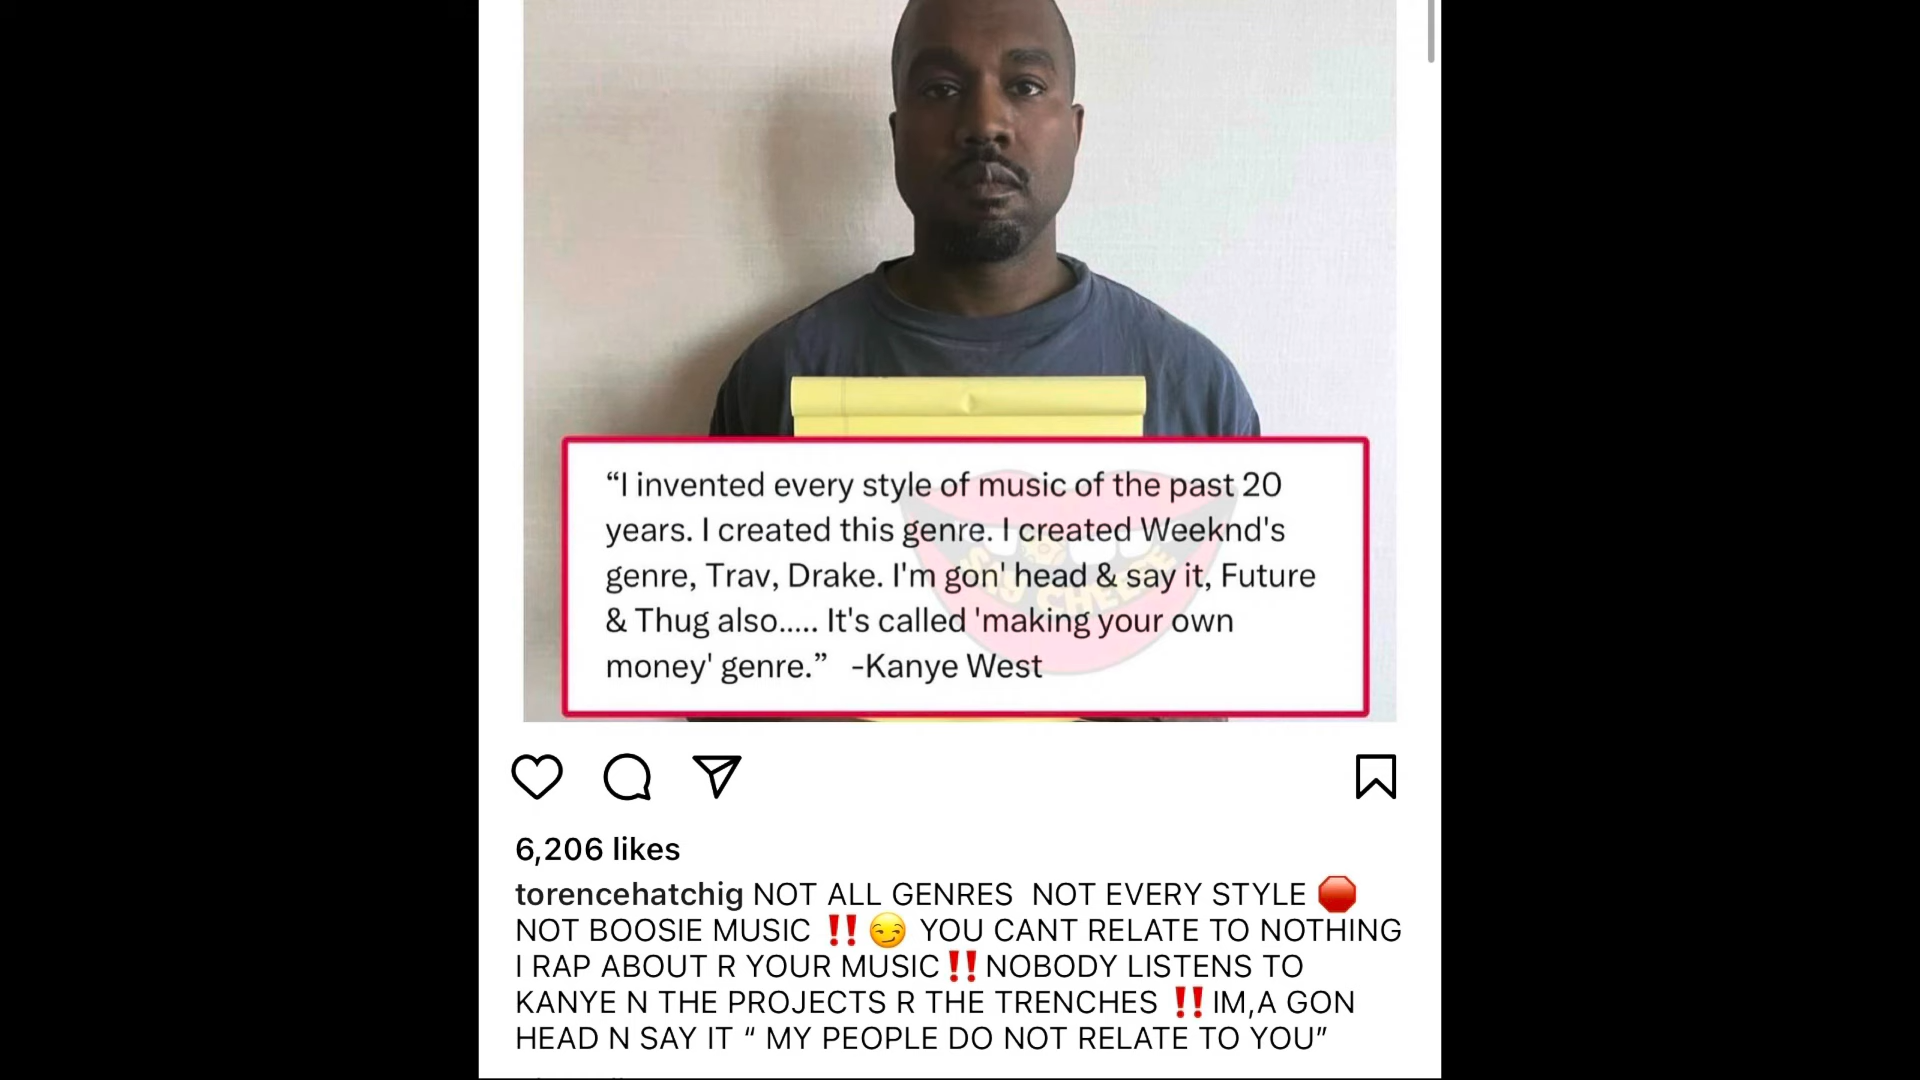 “I invented every style of music of the past 20
years. I created this genre. I created Weeknd's
genre, Trav, Drake. I'm gon' head & say it, Future
& Thug also..... It's called 'making your own
money' genre.” -Kanye West
SAY CHEESE
6,206 likes
torencehatchig NOT ALL GENRES NOT EVERY STYLE 🛑
NOT BOOSIE MUSIC ‼️😏 YOU CANT RELATE TO NOTHING
I RAP ABOUT R YOUR MUSIC‼️NOBODY LISTENS TO
KANYE N THE PROJECTS R THE TRENCHES ‼️IM,A GON
HEAD N SAY IT “ MY PEOPLE DO NOT RELATE TO YOU”